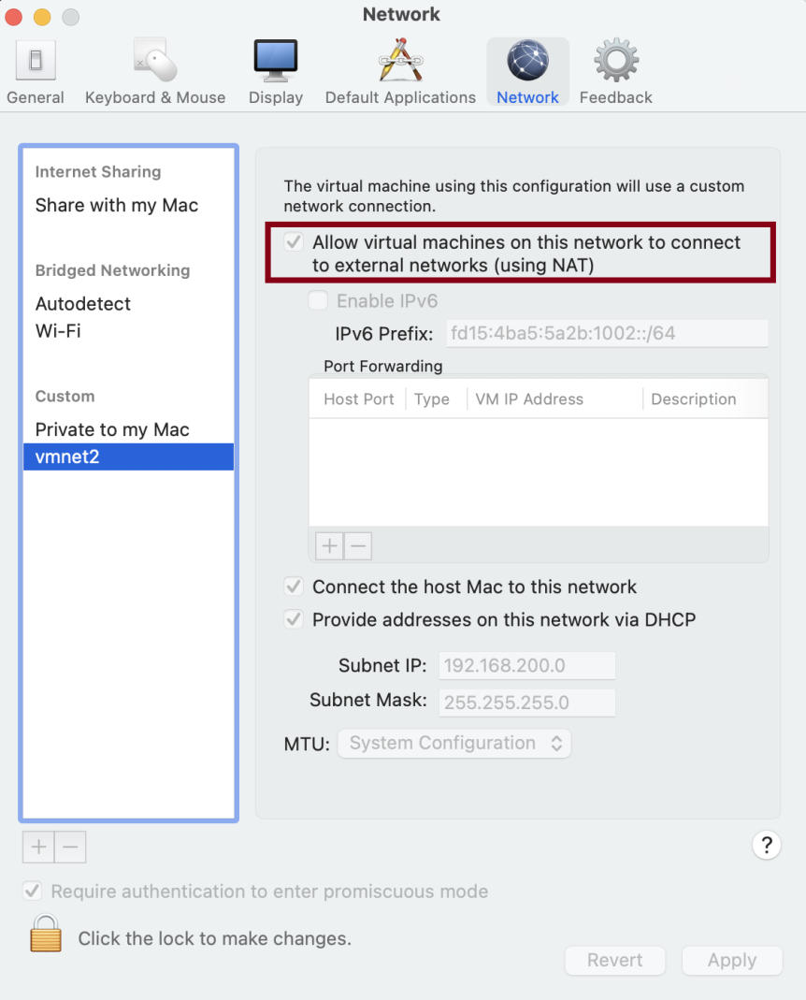 Network
General
Keyboard & Mouse
Display
Default Applications
Network
Feedback
Internet Sharing
Share with my Mac
Bridged Networking
Autodetect
Wi-Fi
Custom
Private to my Mac
vmnet2
The virtual machine using this configuration will use a custom
network connection.
Allow virtual machines on this network to connect
to external networks (using NAT)
Enable IPv6
IPv6 Prefix: fd15:4ba5:5a2b:1002::/64
Port Forwarding
Host Port Type VM IP Address Description
Connect the host Mac to this network
Provide addresses on this network via DHCP
Subnet IP: 192.168.200.0
Subnet Mask: 255.255.255.0
MTU: System Configuration
?
Require authentication to enter promiscuous mode
Click the lock to make changes.
Revert
Apply